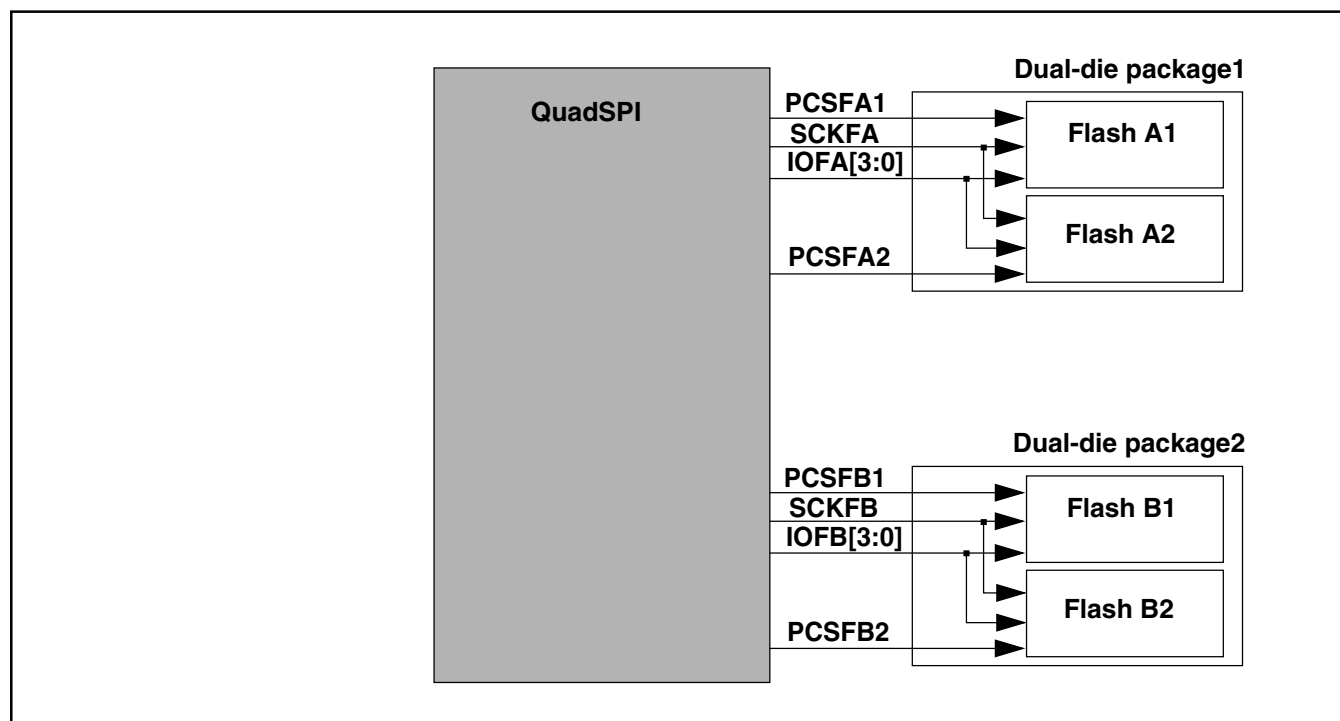 Dual-die package1
QuadSPI
PCSFA1
SCKFA
IOFA[3:0]
PCSFA2
Flash A1
Flash A2
Dual-die package2
PCSFB1
SCKFB
IOFB[3:0]
PCSFB2
Flash B1
Flash B2